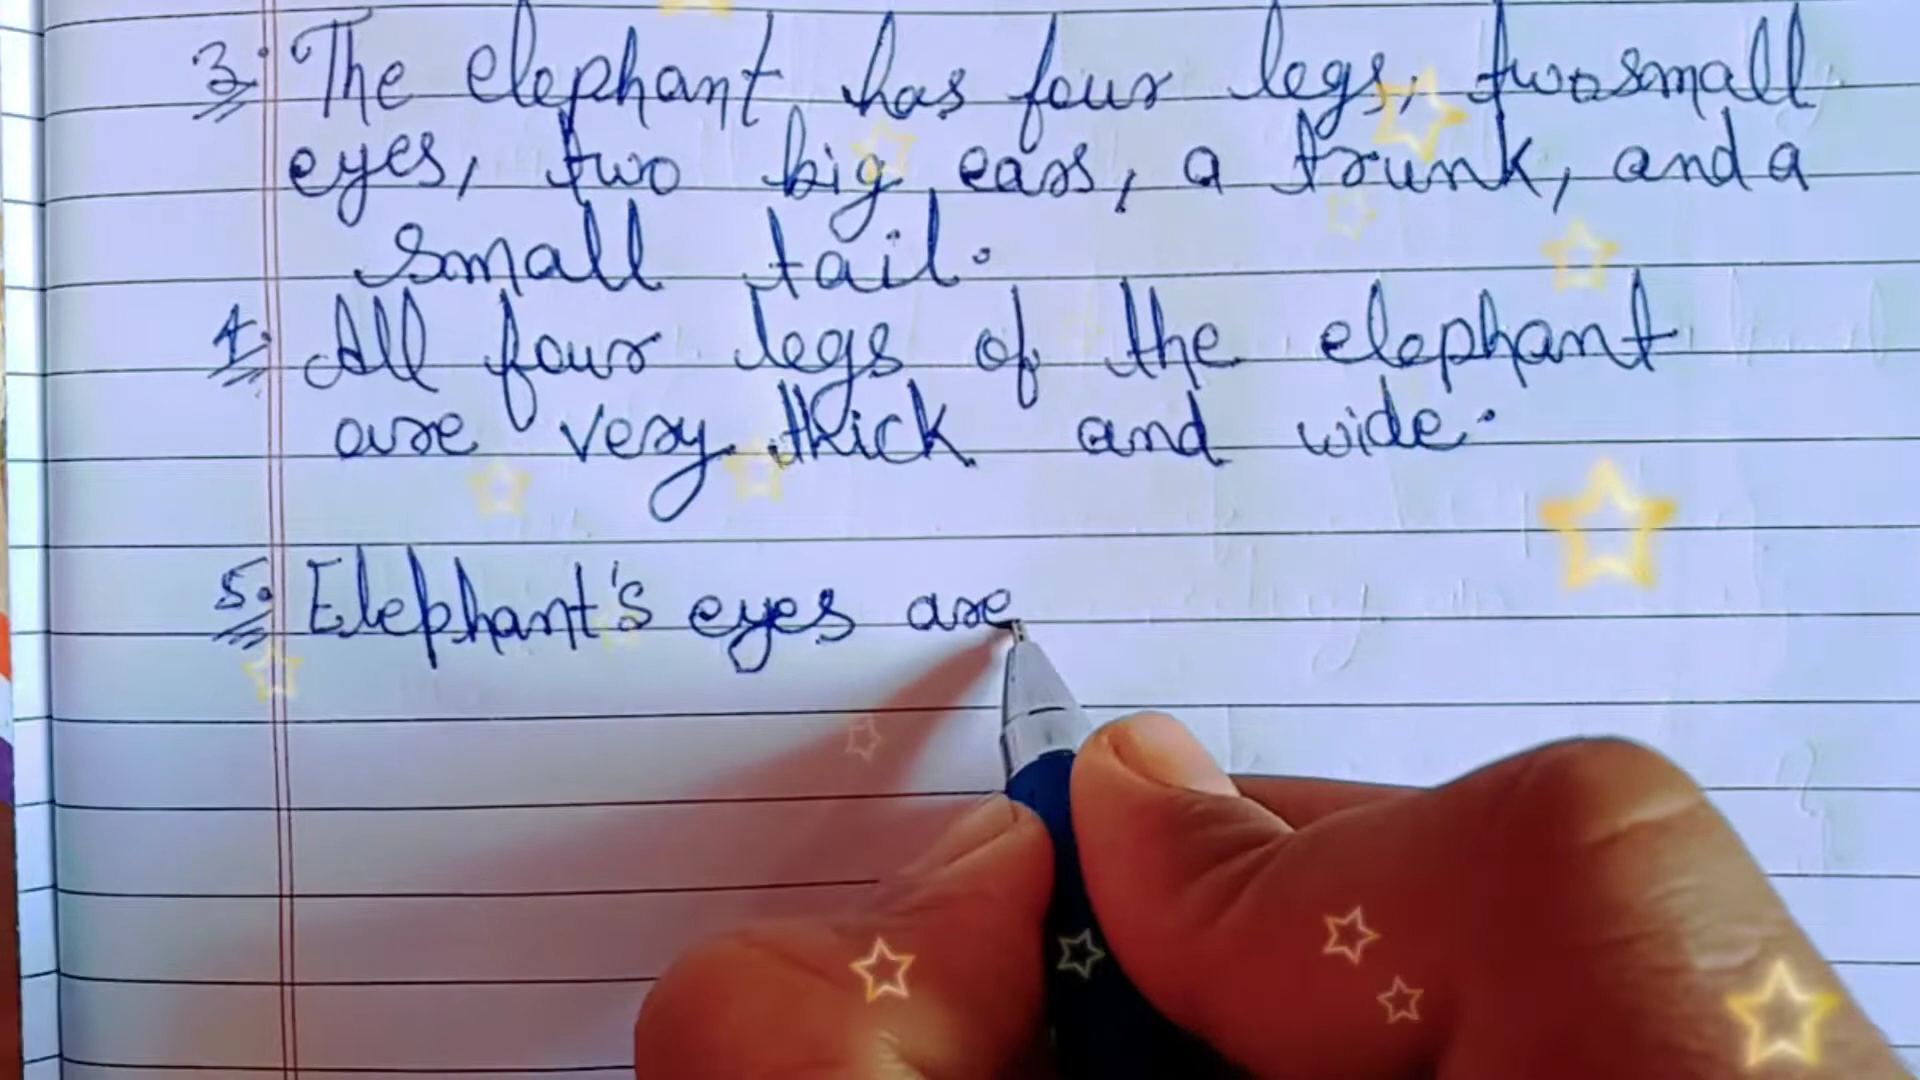 3. The elephant has four legs, two small
eyes, two big ears, a trunk, and a
small tail.
4. All four legs of the elephant
are very thick and wide.
5. Elephant's eyes are